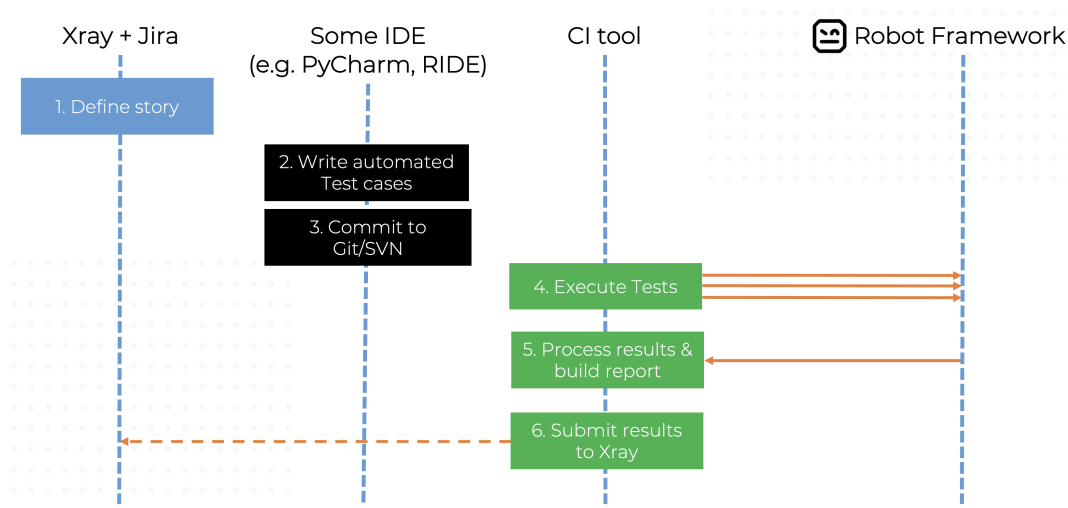 Xray + Jira
Some IDE
(e.g. PyCharm, RIDE)
CI tool
Robot Framework
1. Define story
2. Write automated
Test cases
3. Commit to
Git/SVN
4. Execute Tests
5. Process results &
build report
6. Submit results
to Xray